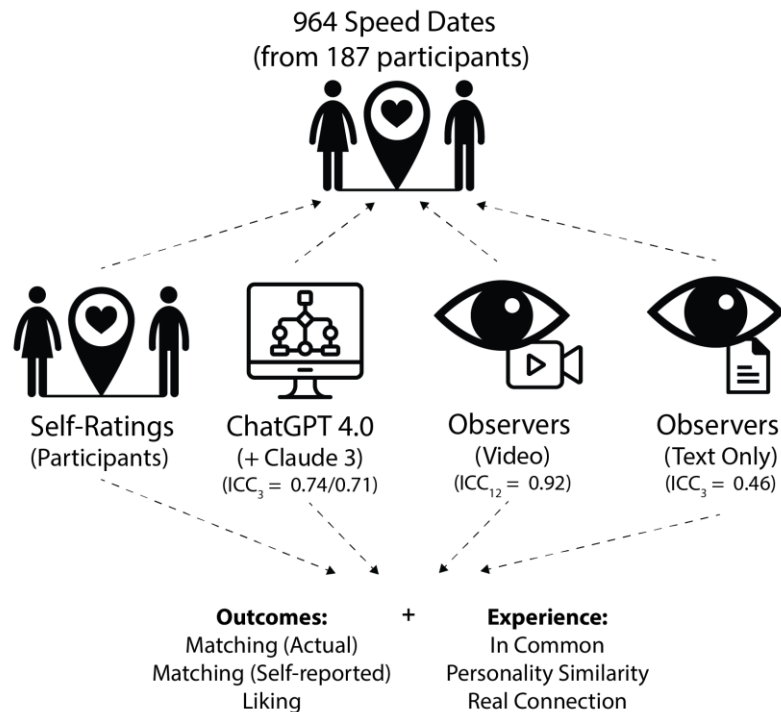 964 Speed Dates
(from 187 participants)
Self-Ratings
(Participants)
ChatGPT 4.0
(+ Claude 3)
(ICC₃ = 0.74/0.71)
Observers
(Video)
(ICC₁₂ = 0.92)
Observers
(Text Only)
(ICC₃ = 0.46)
Outcomes:
Matching (Actual)
Matching (Self-reported)
Liking
+
Experience:
In Common
Personality Similarity
Real Connection